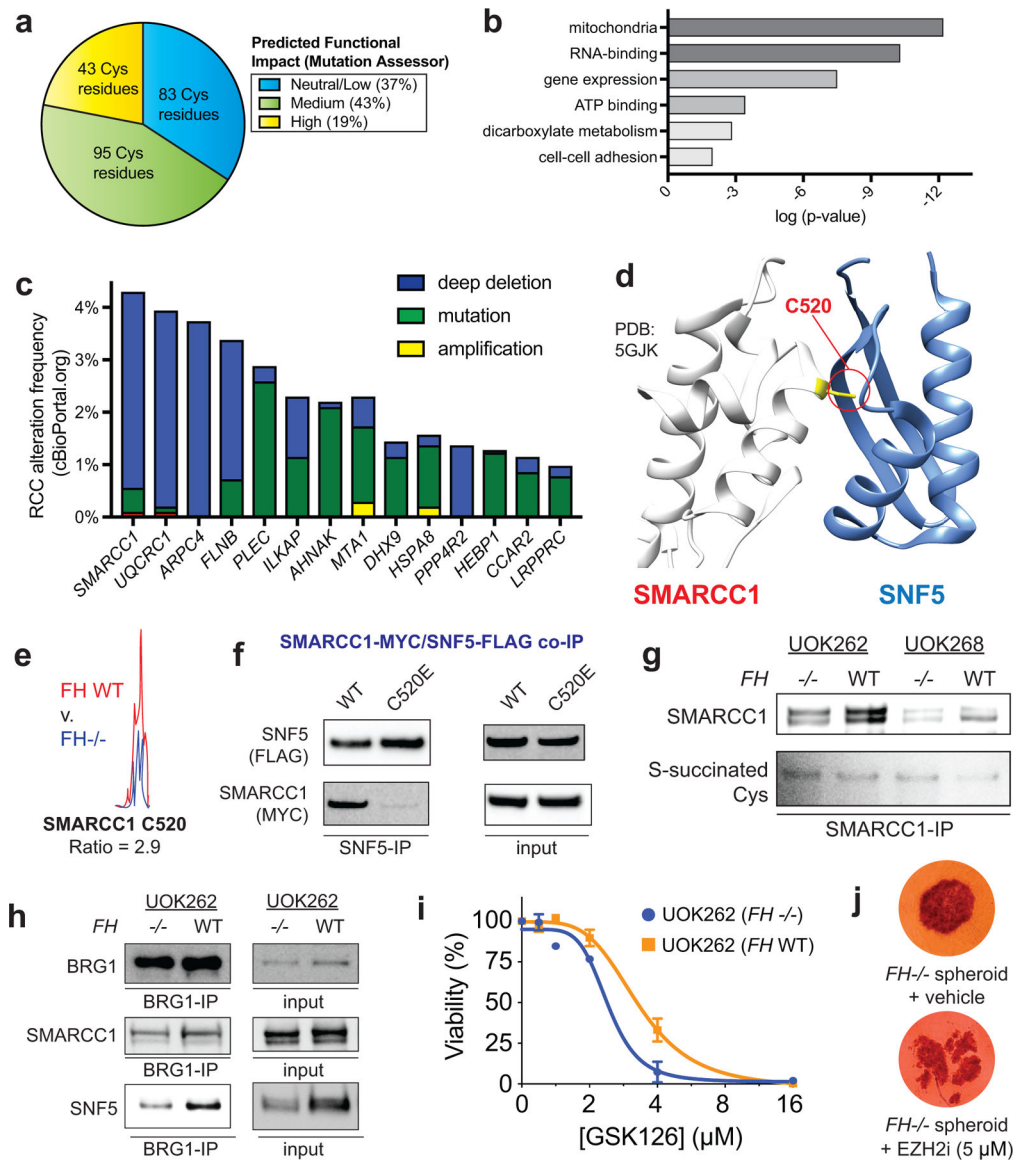 a
43 Cys
residues
83 Cys
residues
95 Cys
residues
Predicted Functional
Impact (Mutation Assessor)
Neutral/Low (37%)
Medium (43%)
High (19%)
b
mitochondria
RNA-binding
gene expression
ATP binding
dicarboxylate metabolism
cell-cell adhesion
0 -3 -6 -9 -12
log (p-value)
c
RCC alteration frequency
(cBioPortal.org)
4%
3%
2%
1%
0%
deep deletion
mutation
amplification
SMARCC1 UQCRC1 ARPC4 FLNB PLEC ILKAP AHNAK MTA1 DHX9 HSPA8 PPP4R2 HEBP1 CCAR2 LRPPRC
d
C520
PDB:
5GJK
SMARCC1 SNF5
e
FH WT
v.
FH-/-
SMARCC1 C520
Ratio = 2.9
f
SMARCC1-MYC/SNF5-FLAG co-IP
WT C520E WT C520E
SNF5
(FLAG)
SMARCC1
(MYC)
SNF5-IP input
g
UOK262 UOK268
FH -/- WT -/- WT
SMARCC1
S-succinated
Cys
SMARCC1-IP
h
UOK262 UOK262
FH -/- WT -/- WT
BRG1
BRG1-IP input
SMARCC1
BRG1-IP input
SNF5
BRG1-IP input
i
Viability (%)
100
75
50
25
0
0 2 4 16
[GSK126] (μM)
UOK262 (FH -/-)
UOK262 (FH WT)
j
FH-/- spheroid
+ vehicle
FH-/- spheroid
+ EZH2i (5 μM)